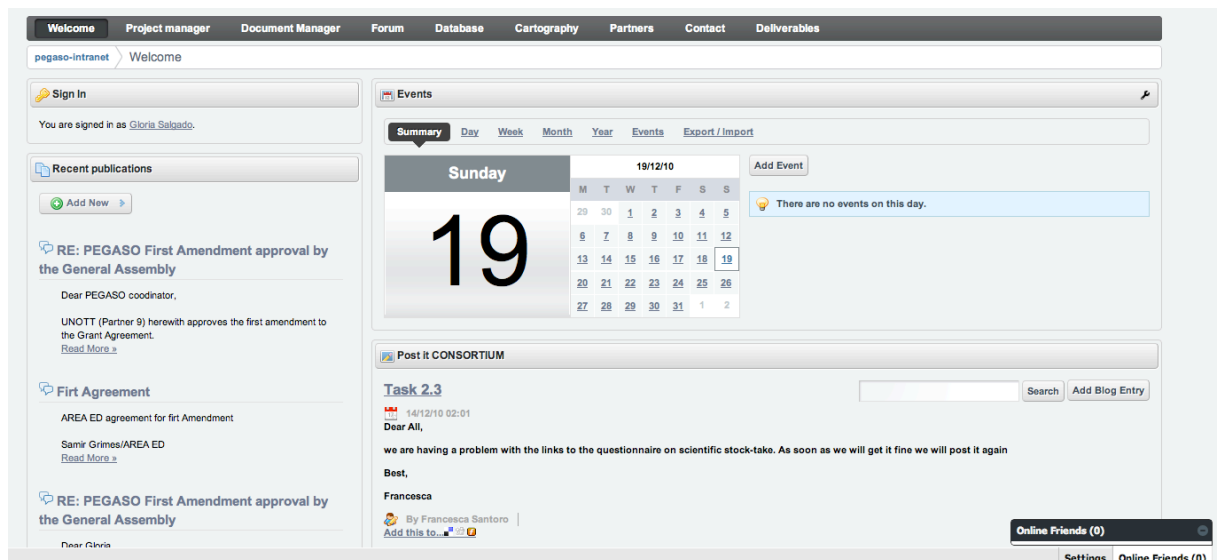 Welcome Project manager Document Manager Forum Database Cartography Partners Contact Deliverables
pegaso-intranet Welcome
Sign In
You are signed in as Gloria Salgado.
Recent publications
Add New
RE: PEGASO First Amendment approval by
the General Assembly
Dear PEGASO coodinator,
UNOTT (Partner 9) herewith approves the first amendment to
the Grant Agreement.
Read More »
Firt Agreement
AREA ED agreement for firt Amendment
Samir Grimes/AREA ED
Read More »
RE: PEGASO First Amendment approval by
the General Assembly
Dear Gloria
Events
Summary Day Week Month Year Events Export / Import
Sunday
19
19/12/10
M T W T F S S
29 30 1 2 3 4 5
6 7 8 9 10 11 12
13 14 15 16 17 18 19
20 21 22 23 24 25 26
27 28 29 30 31 1 2
Add Event
There are no events on this day.
Post it CONSORTIUM
Task 2.3
Search Add Blog Entry
14/12/10 02:01
Dear All,
we are having a problem with the links to the questionnaire on scientific stock-take. As soon as we will get it fine we will post it again
Best,
Francesca
By Francesca Santoro
Add this to...
Online Friends (0)
Settings Online Friends (0)